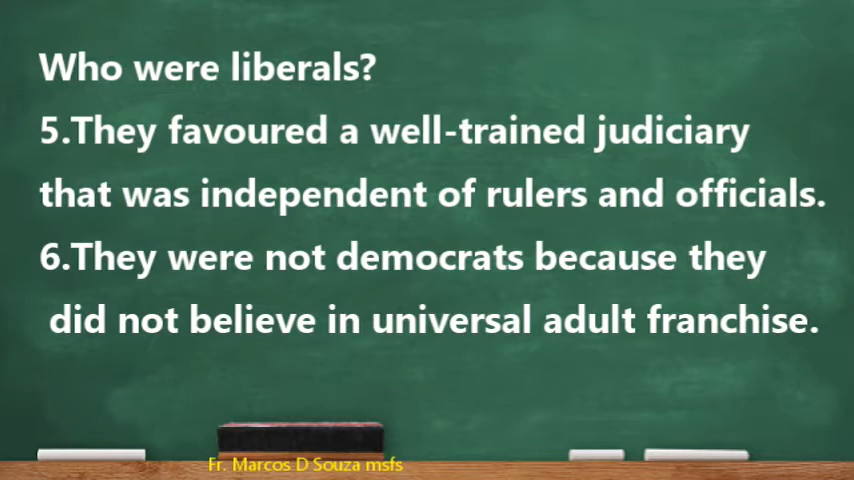 Who were liberals?
5.They favoured a well-trained judiciary
that was independent of rulers and officials.
6.They were not democrats because they
did not believe in universal adult franchise.
Fr. Marcos D Souza msfs